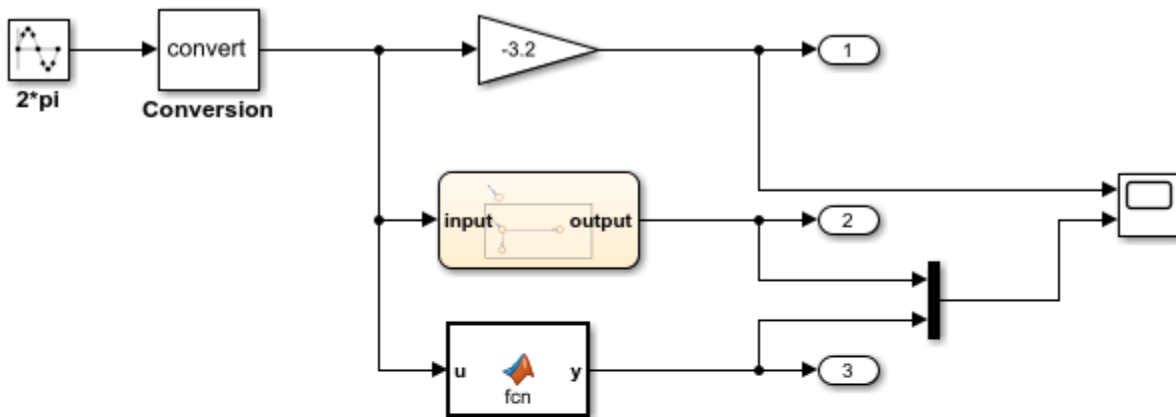 2*pi
convert
Conversion
-3.2
1
input
output
2
u
fcn
y
3